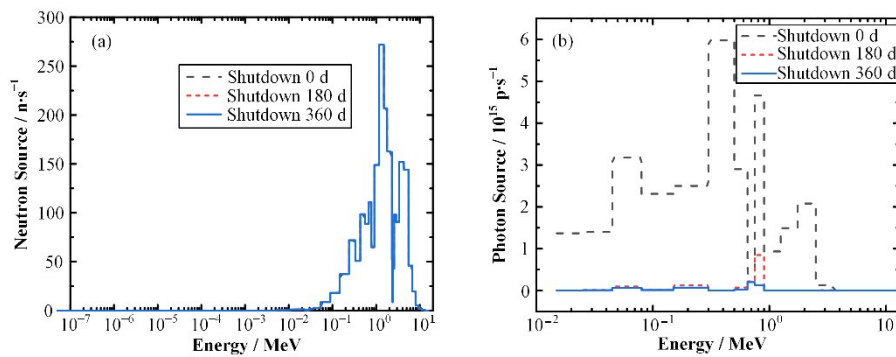 (a)
Shutdown 0 d
Shutdown 180 d
Shutdown 360 d
Neutron Source / n·s⁻¹
300
250
200
150
100
50
0
10⁻⁷ 10⁻⁶ 10⁻⁵ 10⁻⁴ 10⁻³ 10⁻² 10⁻¹ 10⁰ 10¹
Energy / MeV
(b)
Shutdown 0 d
Shutdown 180 d
Shutdown 360 d
Photon Source / 10¹⁵ p·s⁻¹
6
5
4
3
2
1
0
10⁻² 10⁻¹ 10⁰ 10¹
Energy / MeV